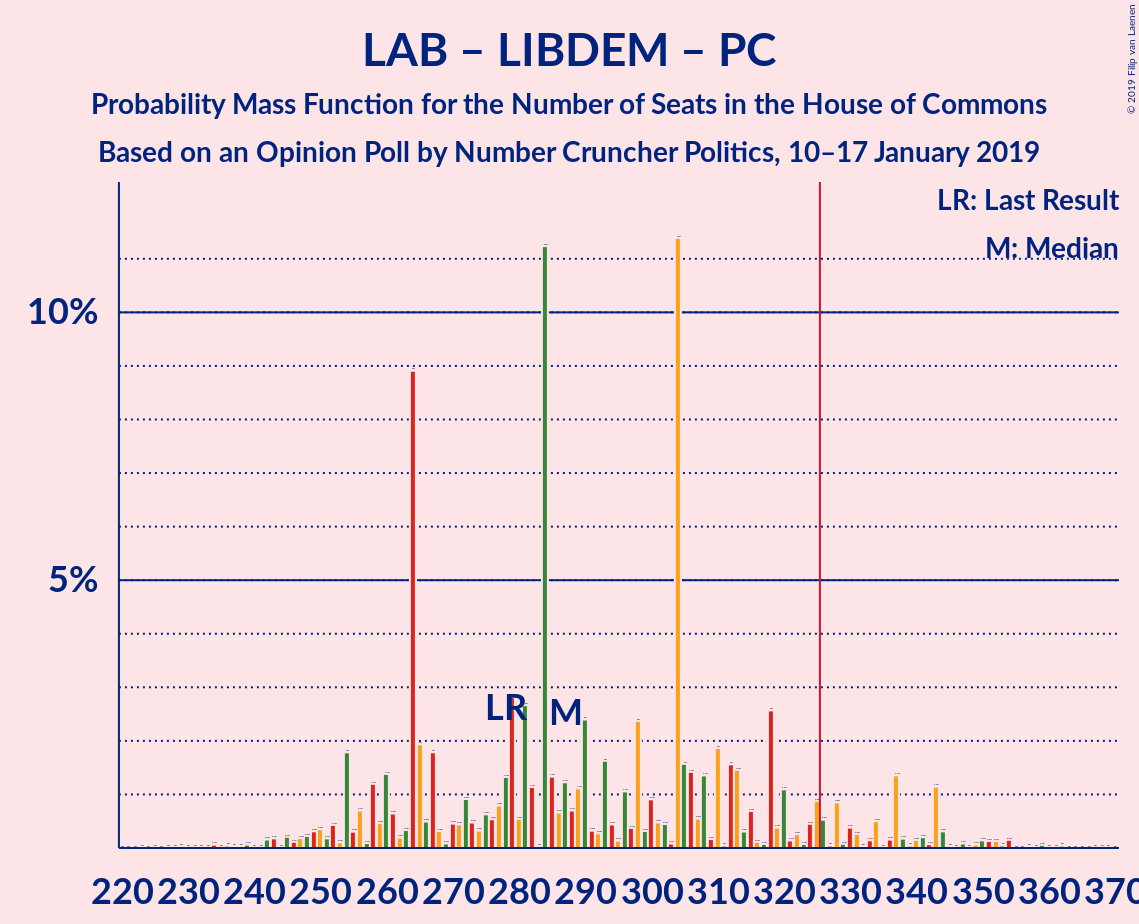 LAB – LIBDEM – PC
Probability Mass Function for the Number of Seats in the House of Commons
Based on an Opinion Poll by Number Cruncher Politics, 10–17 January 2019
© 2019 Filip van Laenen
LR: Last Result
M: Median
10%
5%
LR M
220 230 240 250 260 270 280 290 300 310 320 330 340 350 360 370